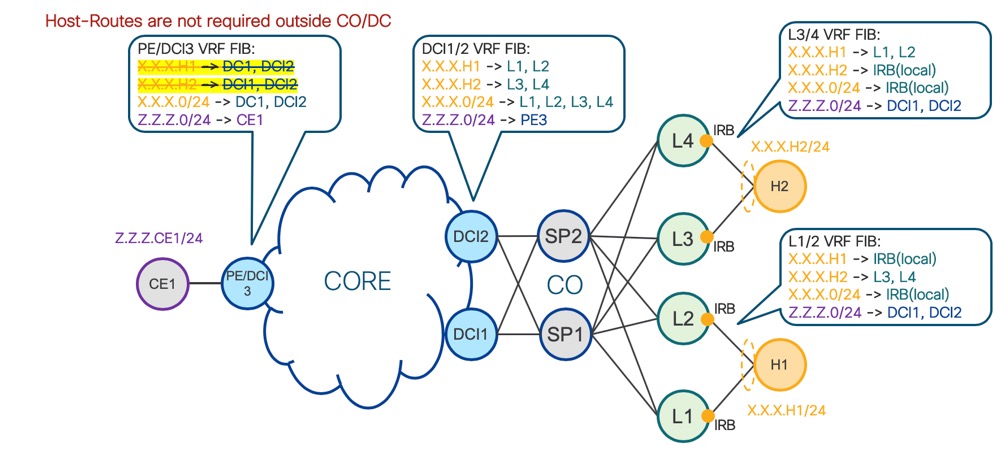 Host-Routes are not required outside CO/DC
PE/DCI3 VRF FIB:
X.X.X.H1 -> DC1, DCI2
X.X.X.H2 -> DCI1, DCI2
X.X.X.0/24 -> DC1, DCI2
Z.Z.Z.0/24 -> CE1
DCI1/2 VRF FIB:
X.X.X.H1 -> L1, L2
X.X.X.H2 -> L3, L4
X.X.X.0/24 -> L1, L2, L3, L4
Z.Z.Z.0/24 -> PE3
L3/4 VRF FIB:
X.X.X.H1 -> L1, L2
X.X.X.H2 -> IRB(local)
X.X.X.0/24 -> IRB(local)
Z.Z.Z.0/24 -> DCI1, DCI2
L4
IRB
X.X.X.H2/24
H2
Z.Z.Z.CE1/24
CE1
PE/DCI
3
CORE
DCI2
SP2
CO
DCI1
SP1
L3
IRB
L1/2 VRF FIB:
X.X.X.H1 -> IRB(local)
X.X.X.H2 -> L3, L4
X.X.X.0/24 -> IRB(local)
Z.Z.Z.0/24 -> DCI1, DCI2
L2
IRB
H1
X.X.X.H1/24
L1
IRB